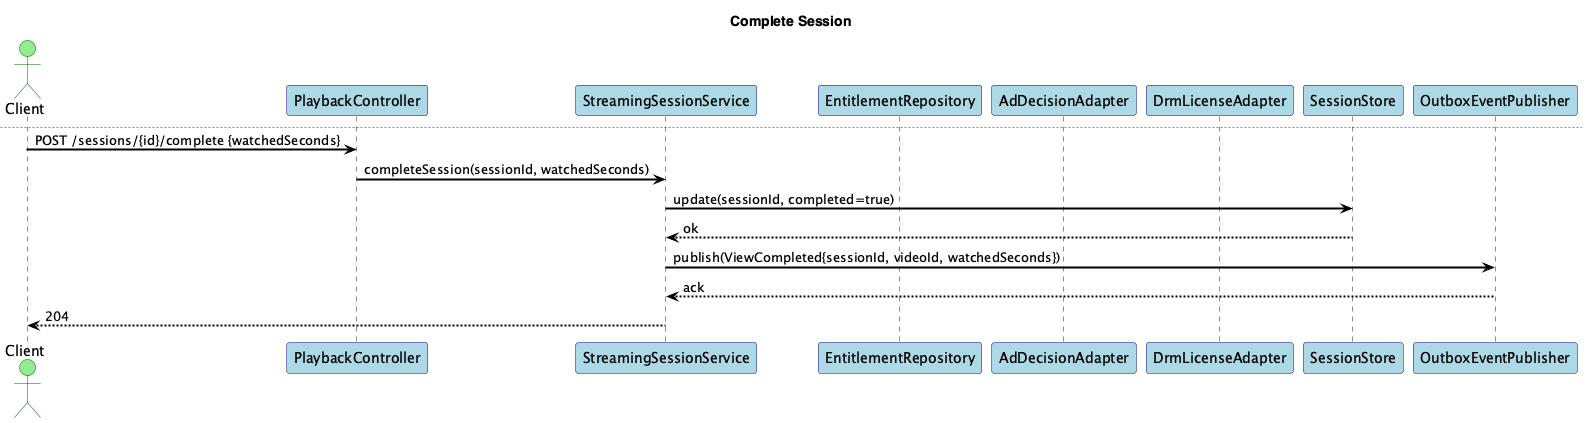 Complete Session
Client
PlaybackController
StreamingSessionService
EntitlementRepository
AdDecisionAdapter
DrmLicenseAdapter
SessionStore
OutboxEventPublisher
POST /sessions/{id}/complete {watchedSeconds}
completeSession(sessionId, watchedSeconds)
update(sessionId, completed=true)
ok
publish(ViewCompleted{sessionId, videoId, watchedSeconds})
ack
204
Client
PlaybackController
StreamingSessionService
EntitlementRepository
AdDecisionAdapter
DrmLicenseAdapter
SessionStore
OutboxEventPublisher